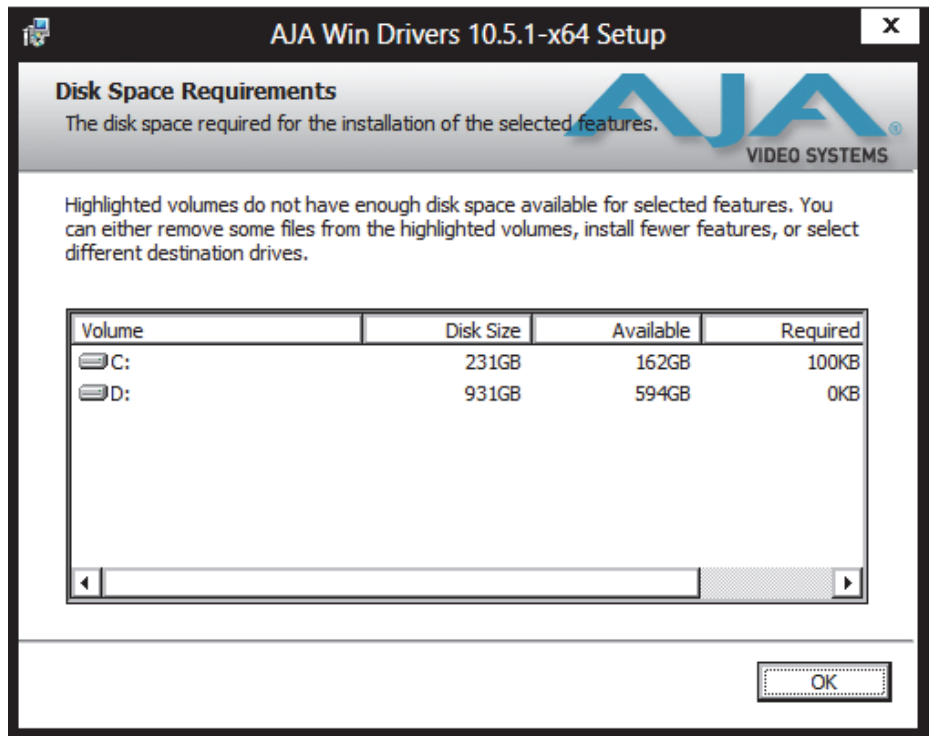 AJA Win Drivers 10.5.1-x64 Setup
x
Disk Space Requirements
The disk space required for the installation of the selected features.
AJA ®
VIDEO SYSTEMS
Highlighted volumes do not have enough disk space available for selected features. You
can either remove some files from the highlighted volumes, install fewer features, or select
different destination drives.
Volume Disk Size Available Required
C: 231GB 162GB 100KB
D: 931GB 594GB 0KB
OK